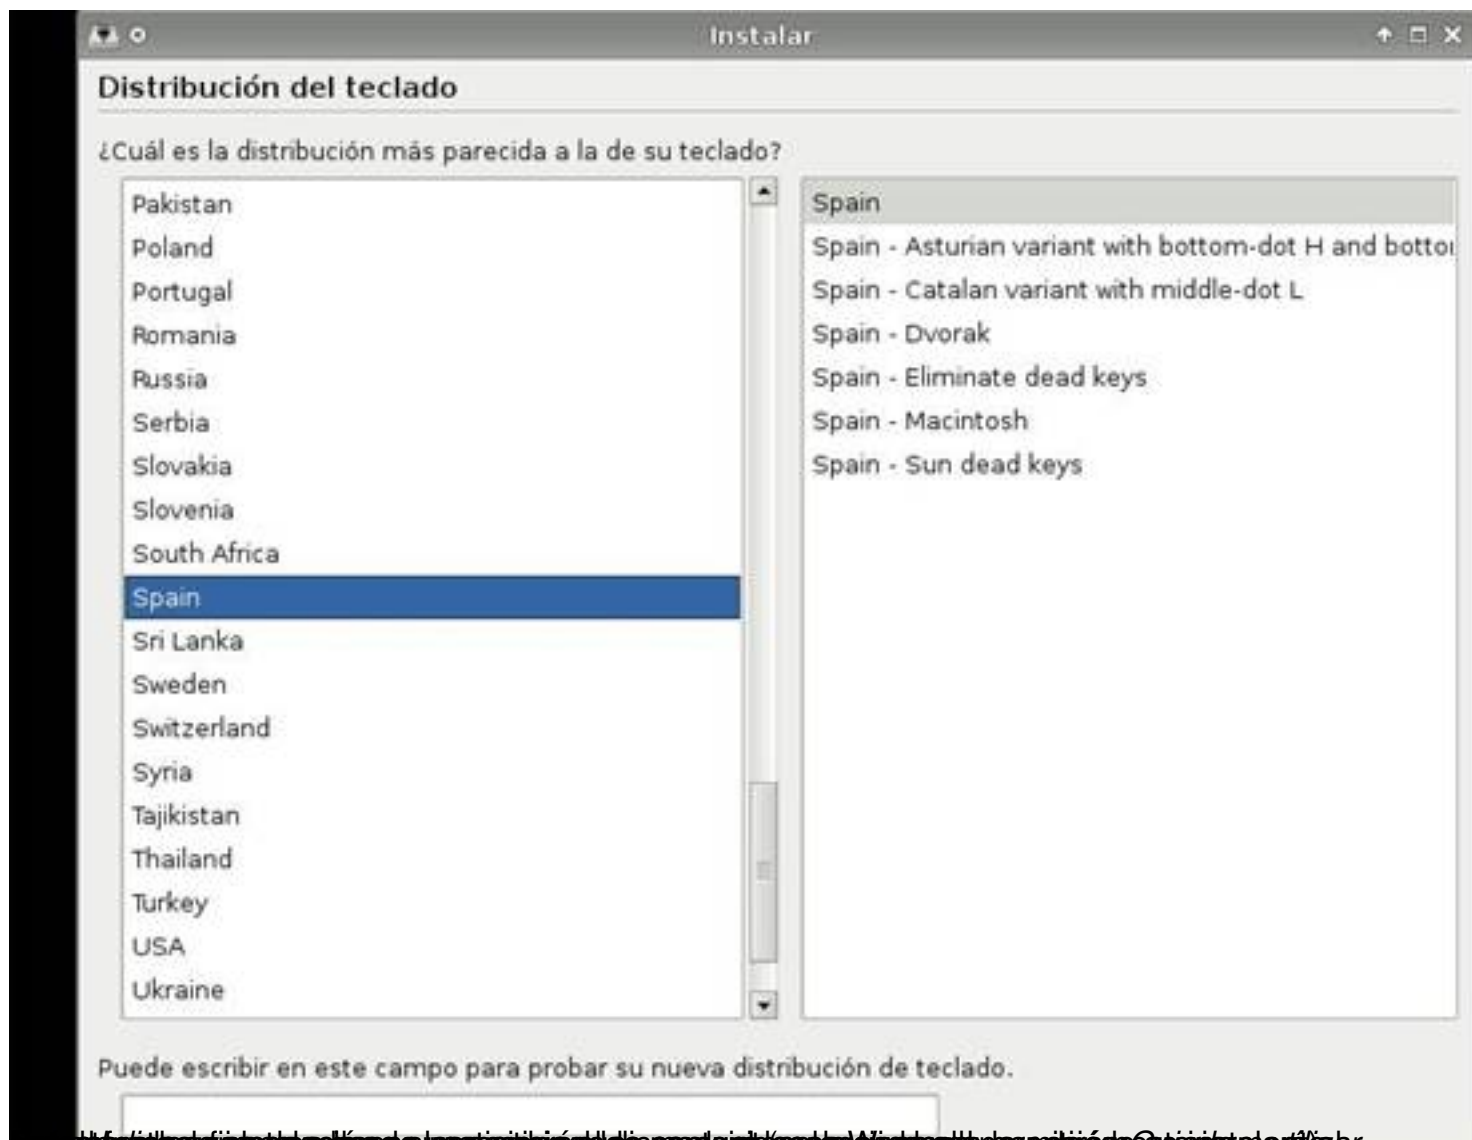 Instalar
Distribución del teclado
¿Cuál es la distribución más parecida a la de su teclado?
Pakistan
Poland
Portugal
Romania
Russia
Serbia
Slovakia
Slovenia
South Africa
Spain
Sri Lanka
Sweden
Switzerland
Syria
Tajikistan
Thailand
Turkey
USA
Ukraine
Spain
Spain - Asturian variant with bottom-dot H and
Spain - Catalan variant with middle-dot L
Spain - Dvorak
Spain - Eliminate dead keys
Spain - Macintosh
Spain - Sun dead keys
Puede escribir en este campo para probar su nueva distribución de teclado.